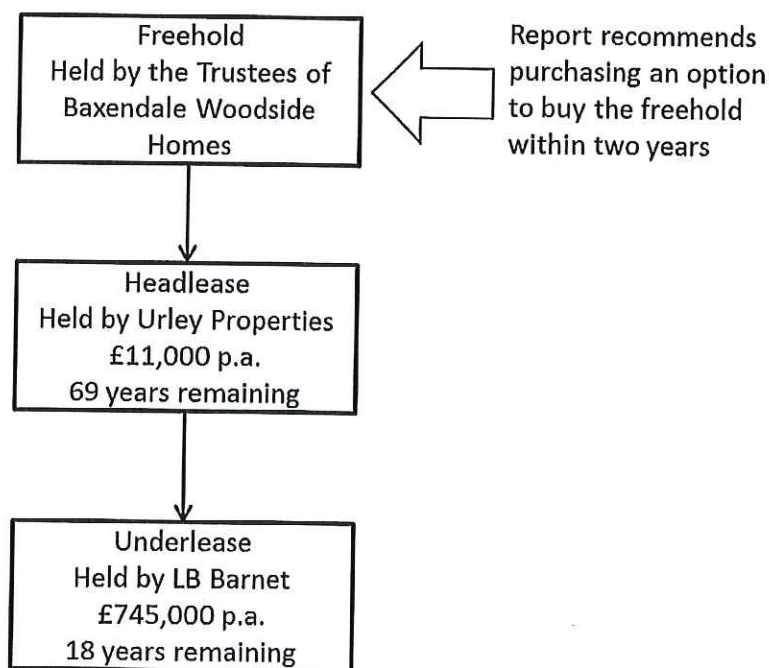 Freehold
Held by the Trustees of
Baxendale Woodside
Homes
Report recommends
purchasing an option
to buy the freehold
within two years
Headlease
Held by Urley Properties
£11,000 p.a.
69 years remaining
Underlease
Held by LB Barnet
£745,000 p.a.
18 years remaining